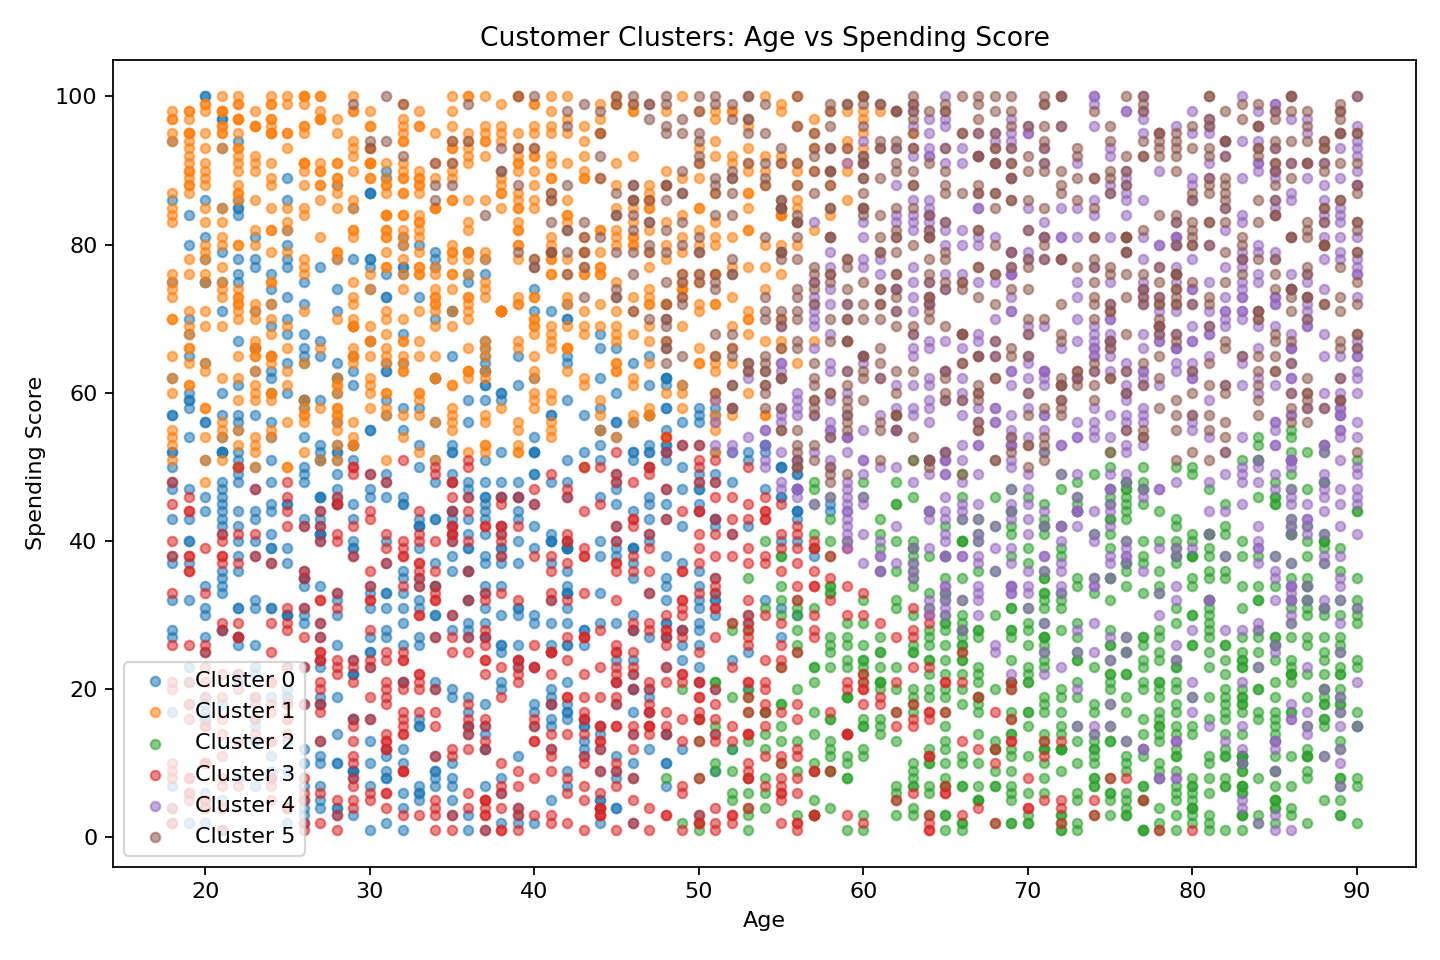 Customer Clusters: Age vs Spending Score
100
80
60
40
20
0
Spending Score
Cluster 0
Cluster 1
Cluster 2
Cluster 3
Cluster 4
Cluster 5
20 30 40 50 60 70 80 90
Age